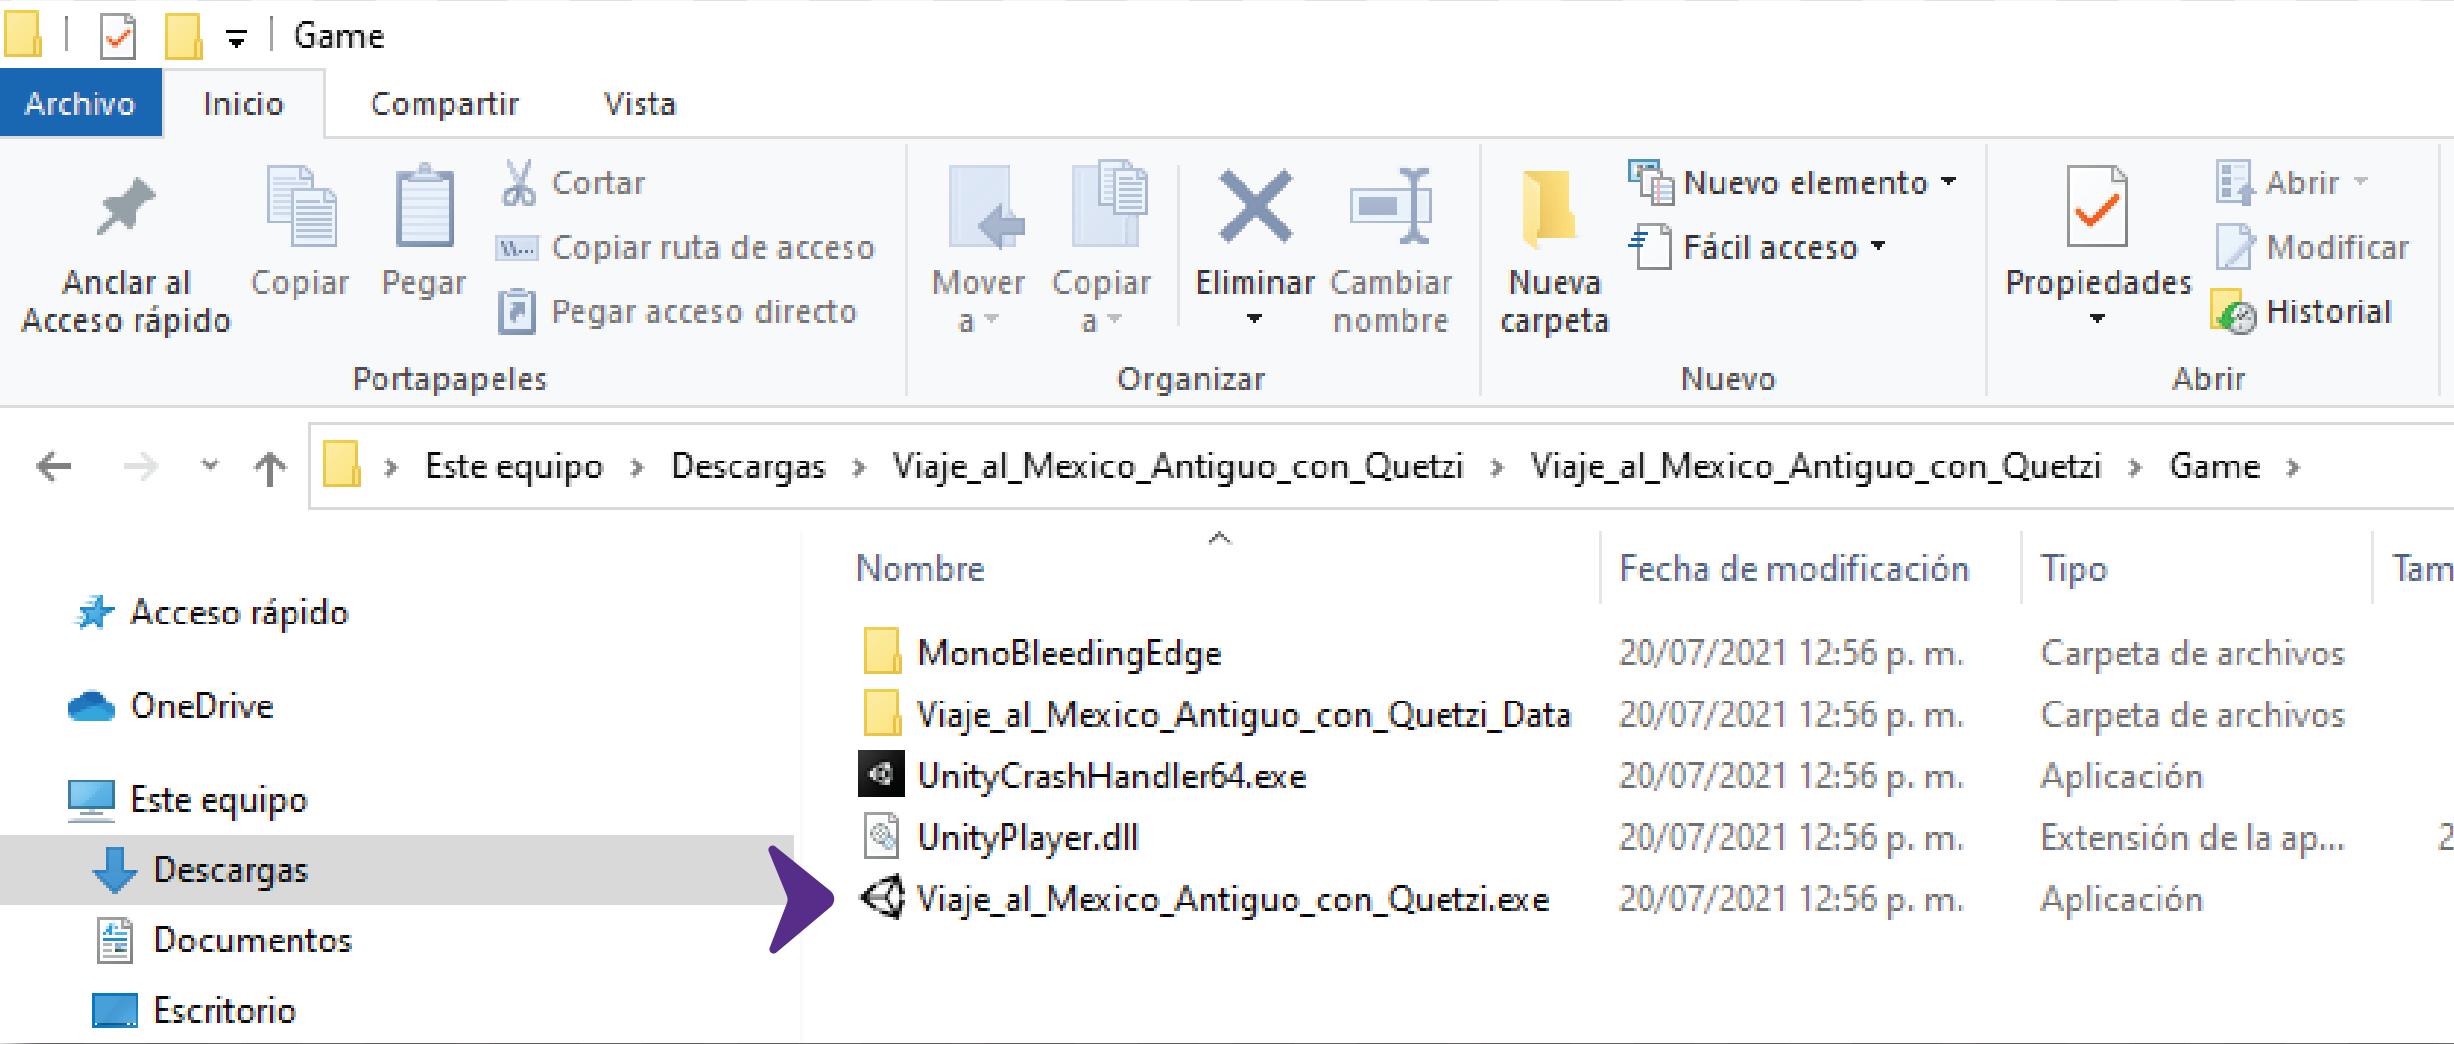 Game
Archivo Inicio Compartir Vista
Anclar al
Acceso rápido
Copiar
Pegar
Cortar
Copiar ruta de acceso
Pegar acceso directo
Portapapeles
Mover
a
Copiar
a
Eliminar
Cambiar
nombre
Organizar
Nueva
carpeta
Nuevo elemento
Fácil acceso
Nuevo
Propiedades
Abrir
Modificar
Historial
Abrir
Este equipo > Descargas > Viaje_al_Mexico_Antiguo_con_Quetzi > Viaje_al_Mexico_Antiguo_con_Quetzi > Game >
Acceso rápido
OneDrive
Este equipo
Descargas
Documentos
Escritorio
Nombre Fecha de modificación Tipo Tam
MonoBleedingEdge 20/07/2021 12:56 p. m. Carpeta de archivos
Viaje_al_Mexico_Antiguo_con_Quetzi_Data 20/07/2021 12:56 p. m. Carpeta de archivos
UnityCrashHandler64.exe 20/07/2021 12:56 p. m. Aplicación
UnityPlayer.dll 20/07/2021 12:56 p. m. Extensión de la ap... 2
Viaje_al_Mexico_Antiguo_con_Quetzi.exe 20/07/2021 12:56 p. m. Aplicación